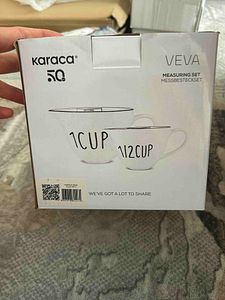 Karaca®
50
VEVA
MEASURING SET
MESSBESTECKSET
1CUP
1/2CUP
WE'VE GOT A LOT TO SHARE